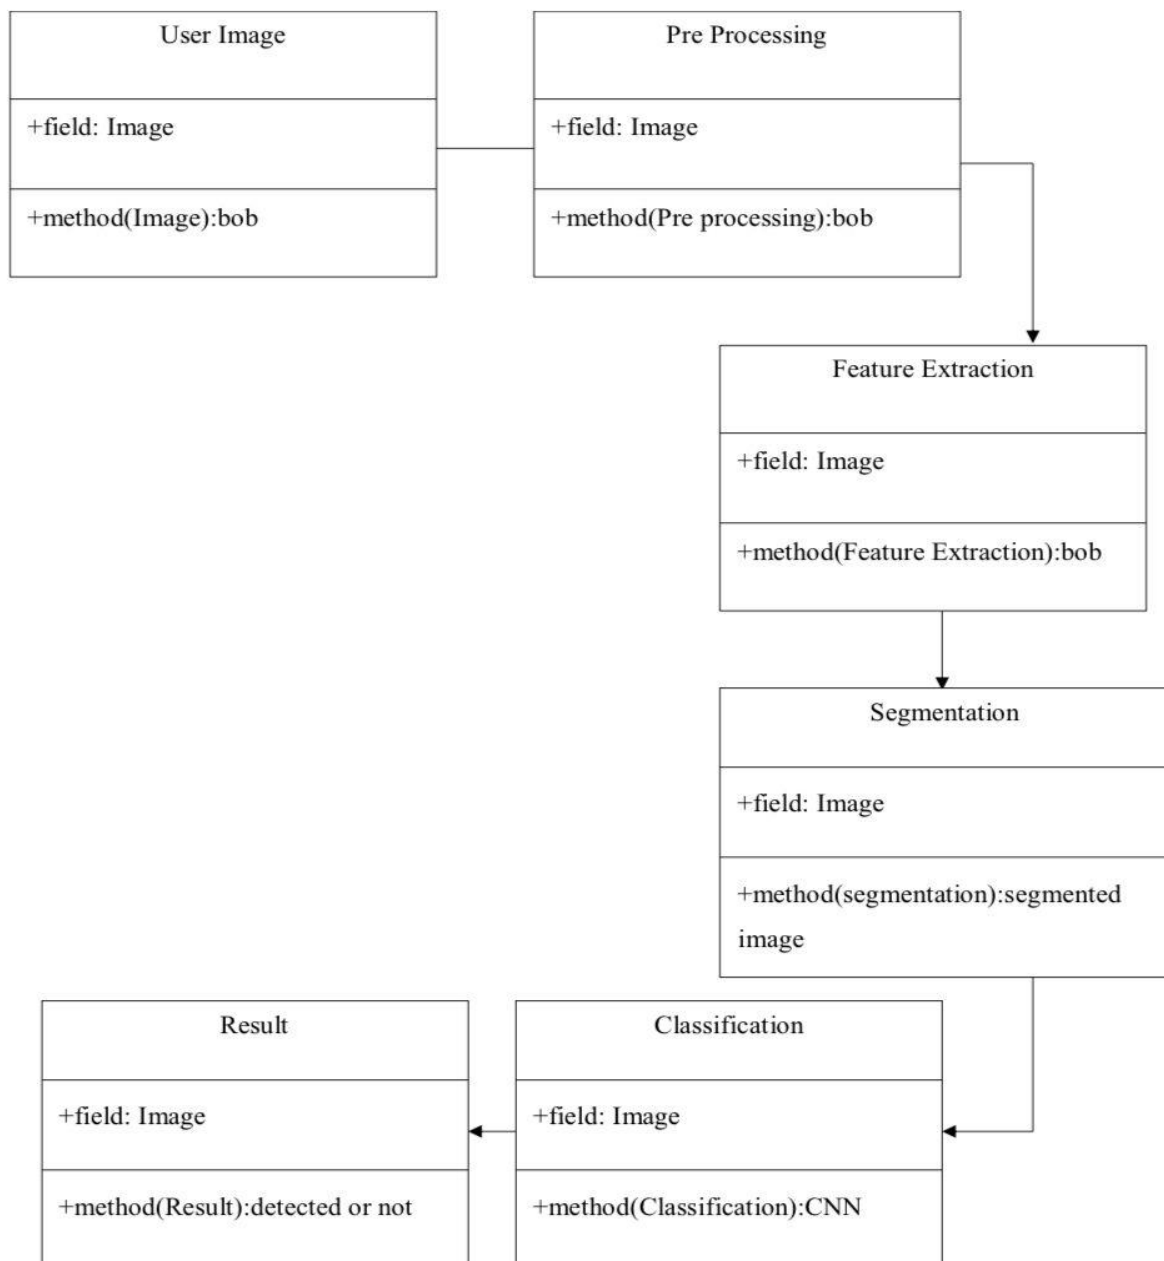 User Image
+field: Image
+method(Image):bob
Pre Processing
+field: Image
+method(Pre processing):bob
Feature Extraction
+field: Image
+method(Feature Extraction):bob
Segmentation
+field: Image
+method(segmentation):segmented
image
Classification
+field: Image
+method(Classification):CNN
Result
+field: Image
+method(Result):detected or not